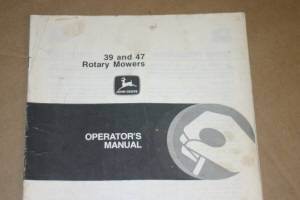 39 and 47
Rotary Mowers
JOHN DEERE
OPERATOR'S
MANUAL